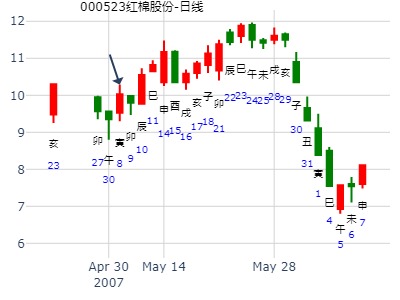 000523红棉股份-日线
12
11
10
9
8
7
6
亥
23
卯
27
午
30
寅
8
卯
9
辰
10
巳
11
申
14
酉
15
戌
16
亥
17
子
18
卯
21
辰
22
巳
23
午
24
未
25
戌
28
亥
29
子
30
丑
31
寅
1
巳
4
午
5
未
6
申
7
Apr 30
2007
May 14
May 28